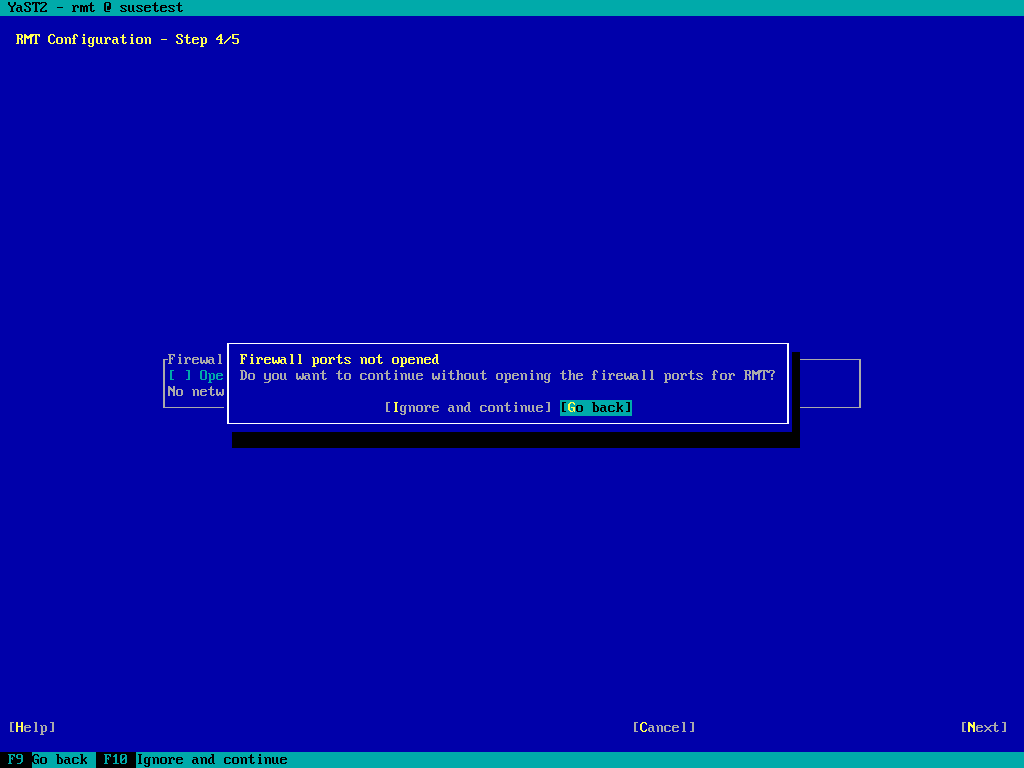 YaST2 - rmt @ susetest
RMT Configuration - Step 4/5
Firewal
[ ] Ope
No netw
Firewall ports not opened
Do you want to continue without opening the firewall ports for RMT?
[Ignore and continue] [Go back]
[Help] [Cancel] [Next]
F9 Go back F10 Ignore and continue